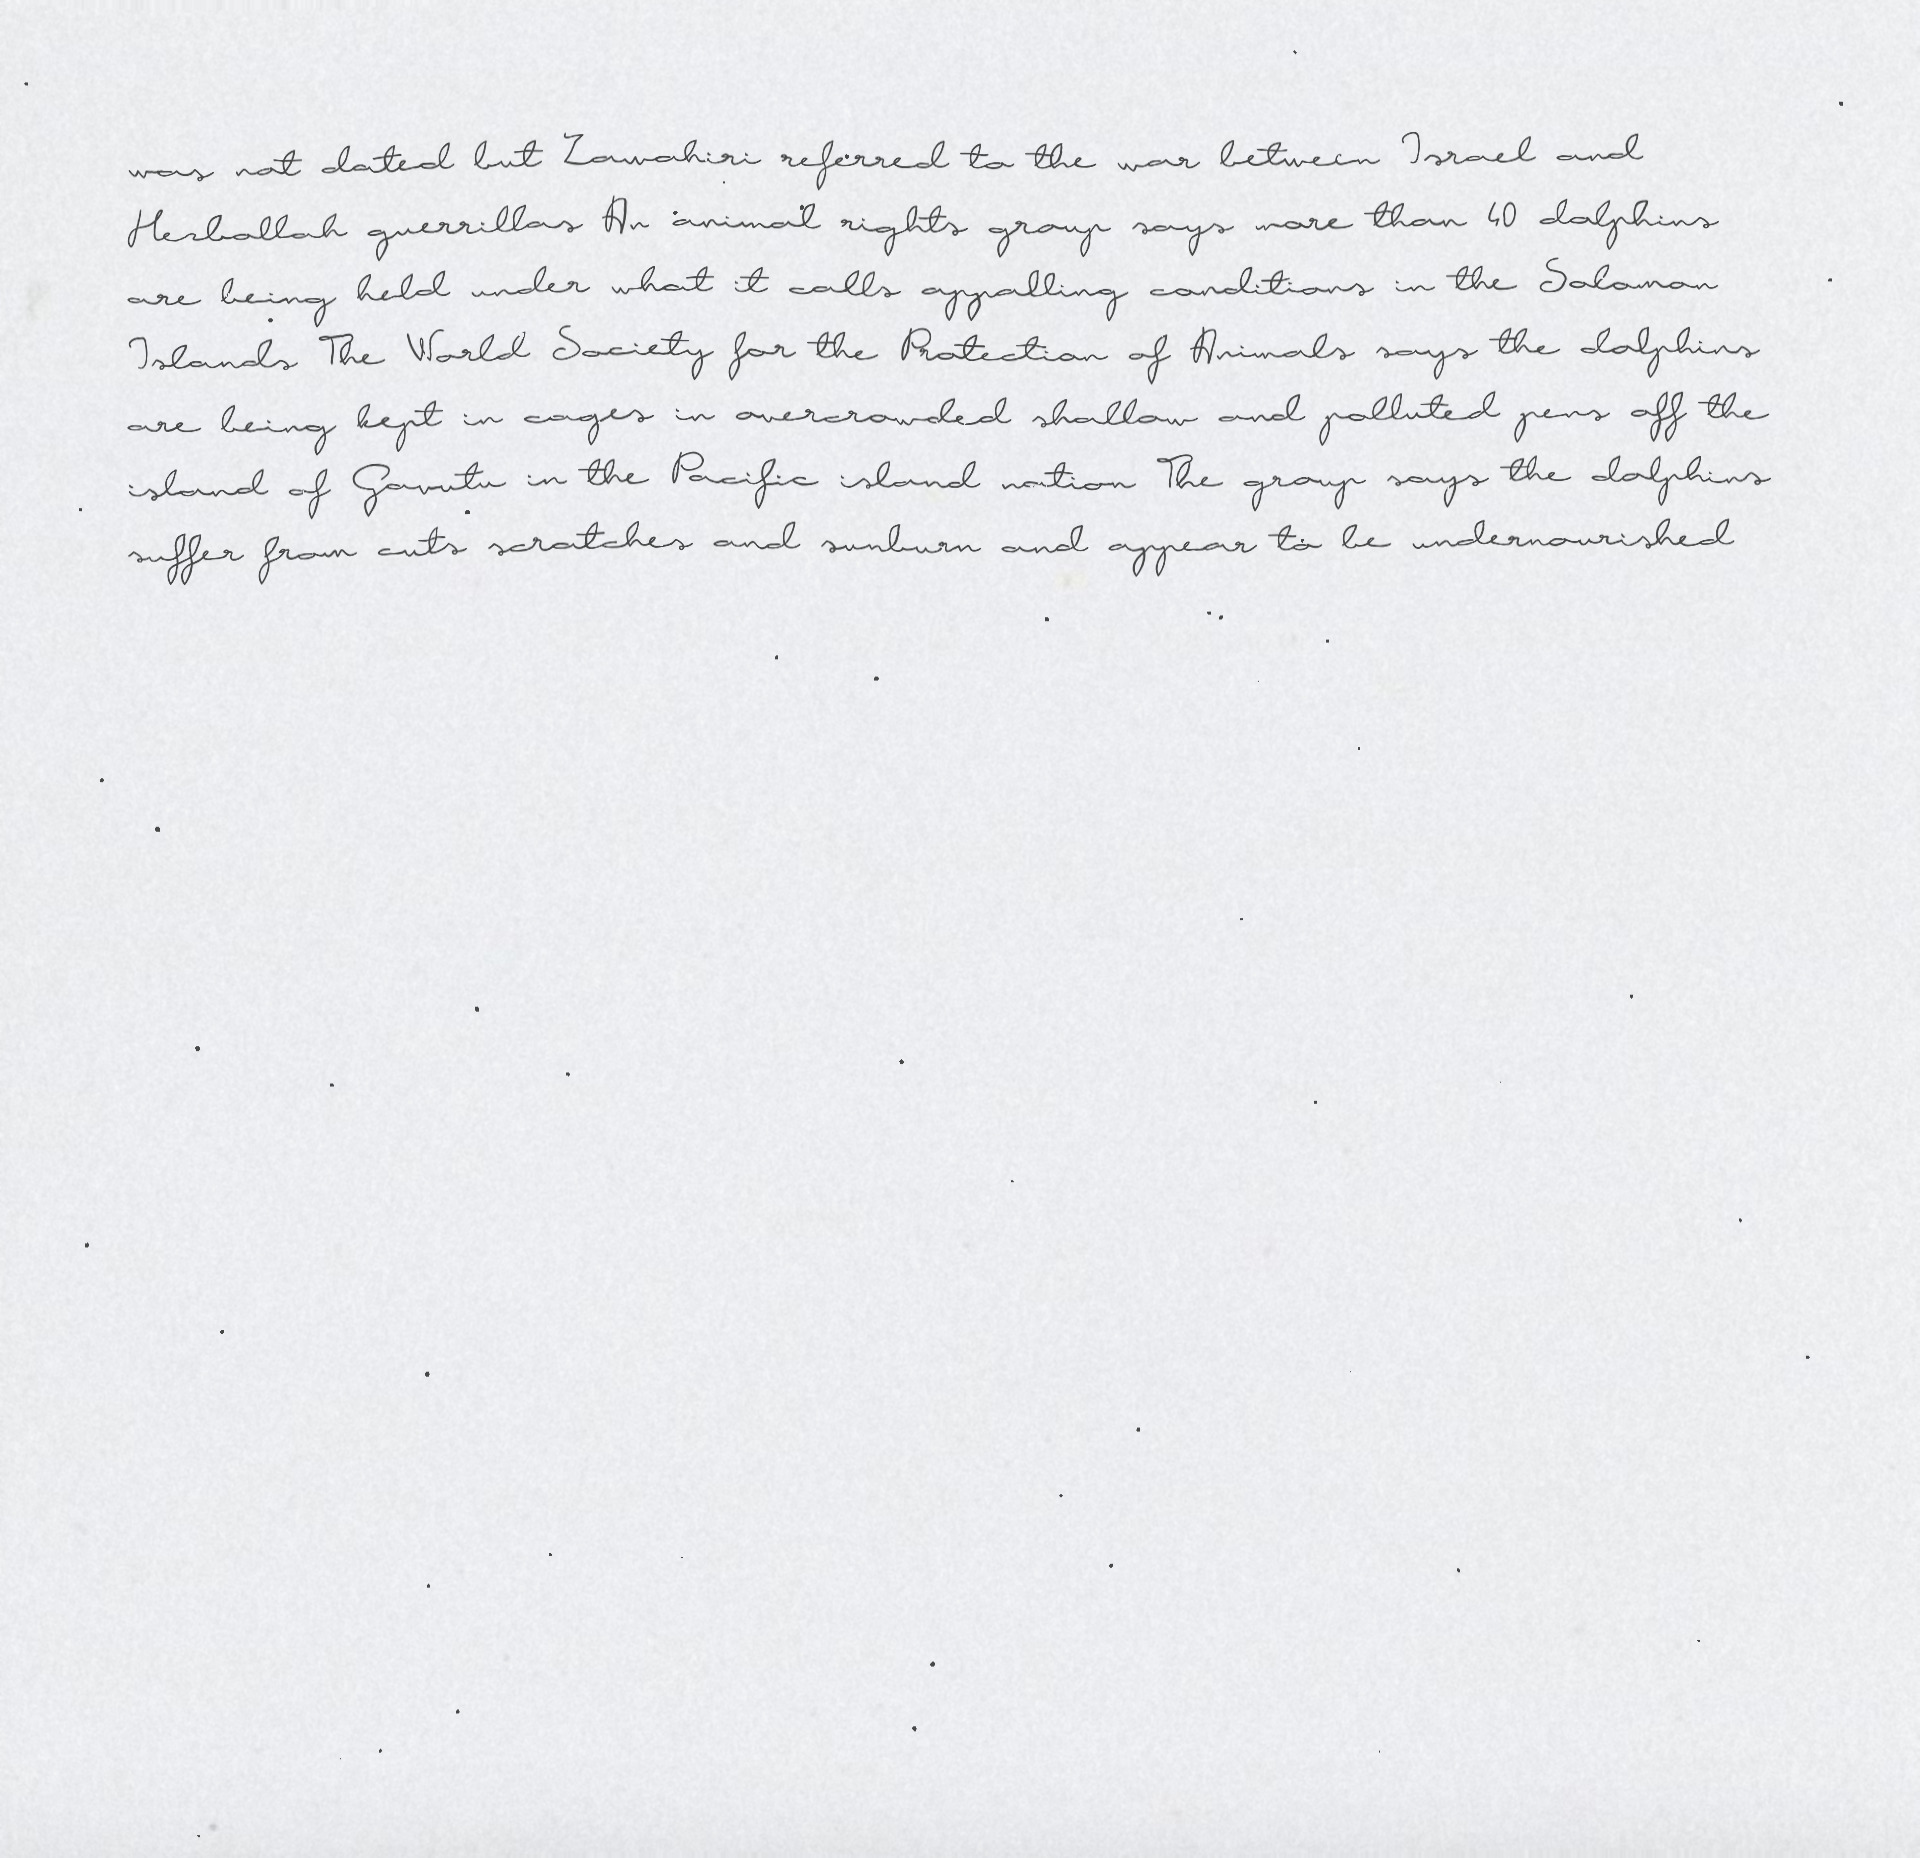 was not dated but Zawahiri referred to the war between Israel and
Hezbollah guerrillas An animal rights group says more than 40 dolphins
are being held under what it calls appalling conditions in the Solomon
Islands The World Society for the Protection of Animals says the dolphins
are being kept in cages in overcrowded shallow and polluted pens off the
island of Gavutu in the Pacific island nation The group says the dolphins
suffer from cuts scratches and sunburn and appear to be undernourished